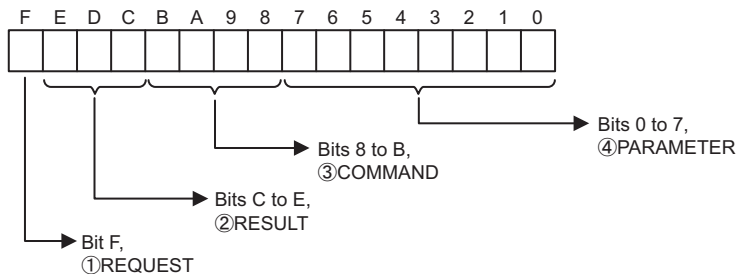 F E D C B A 9 8 7 6 5 4 3 2 1 0
Bits 0 to 7,
④PARAMETER
Bits 8 to B,
③COMMAND
Bits C to E,
②RESULT
Bit F,
①REQUEST